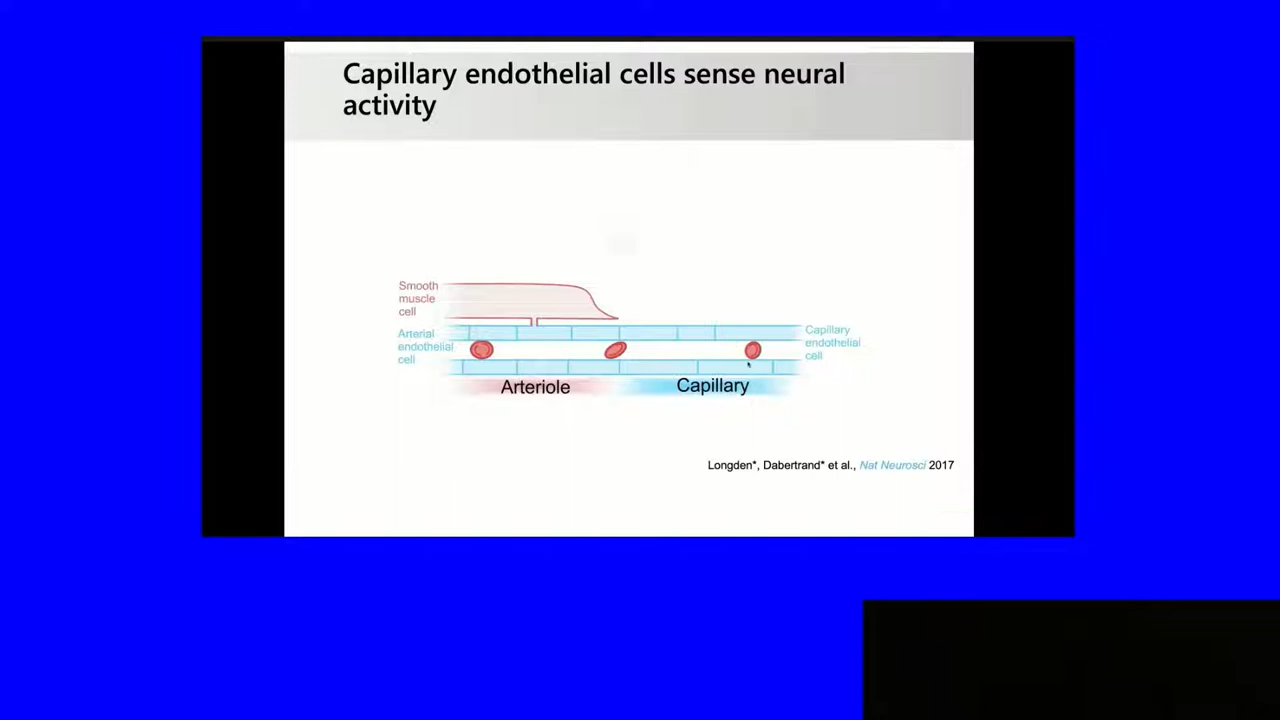 Capillary endothelial cells sense neural
activity
Smooth
muscle
cell
Arterial
endothelial
cell
Capillary
endothelial
cell
Arteriole
Capillary
Longden*, Dabertrand* et al., Nat Neurosci 2017